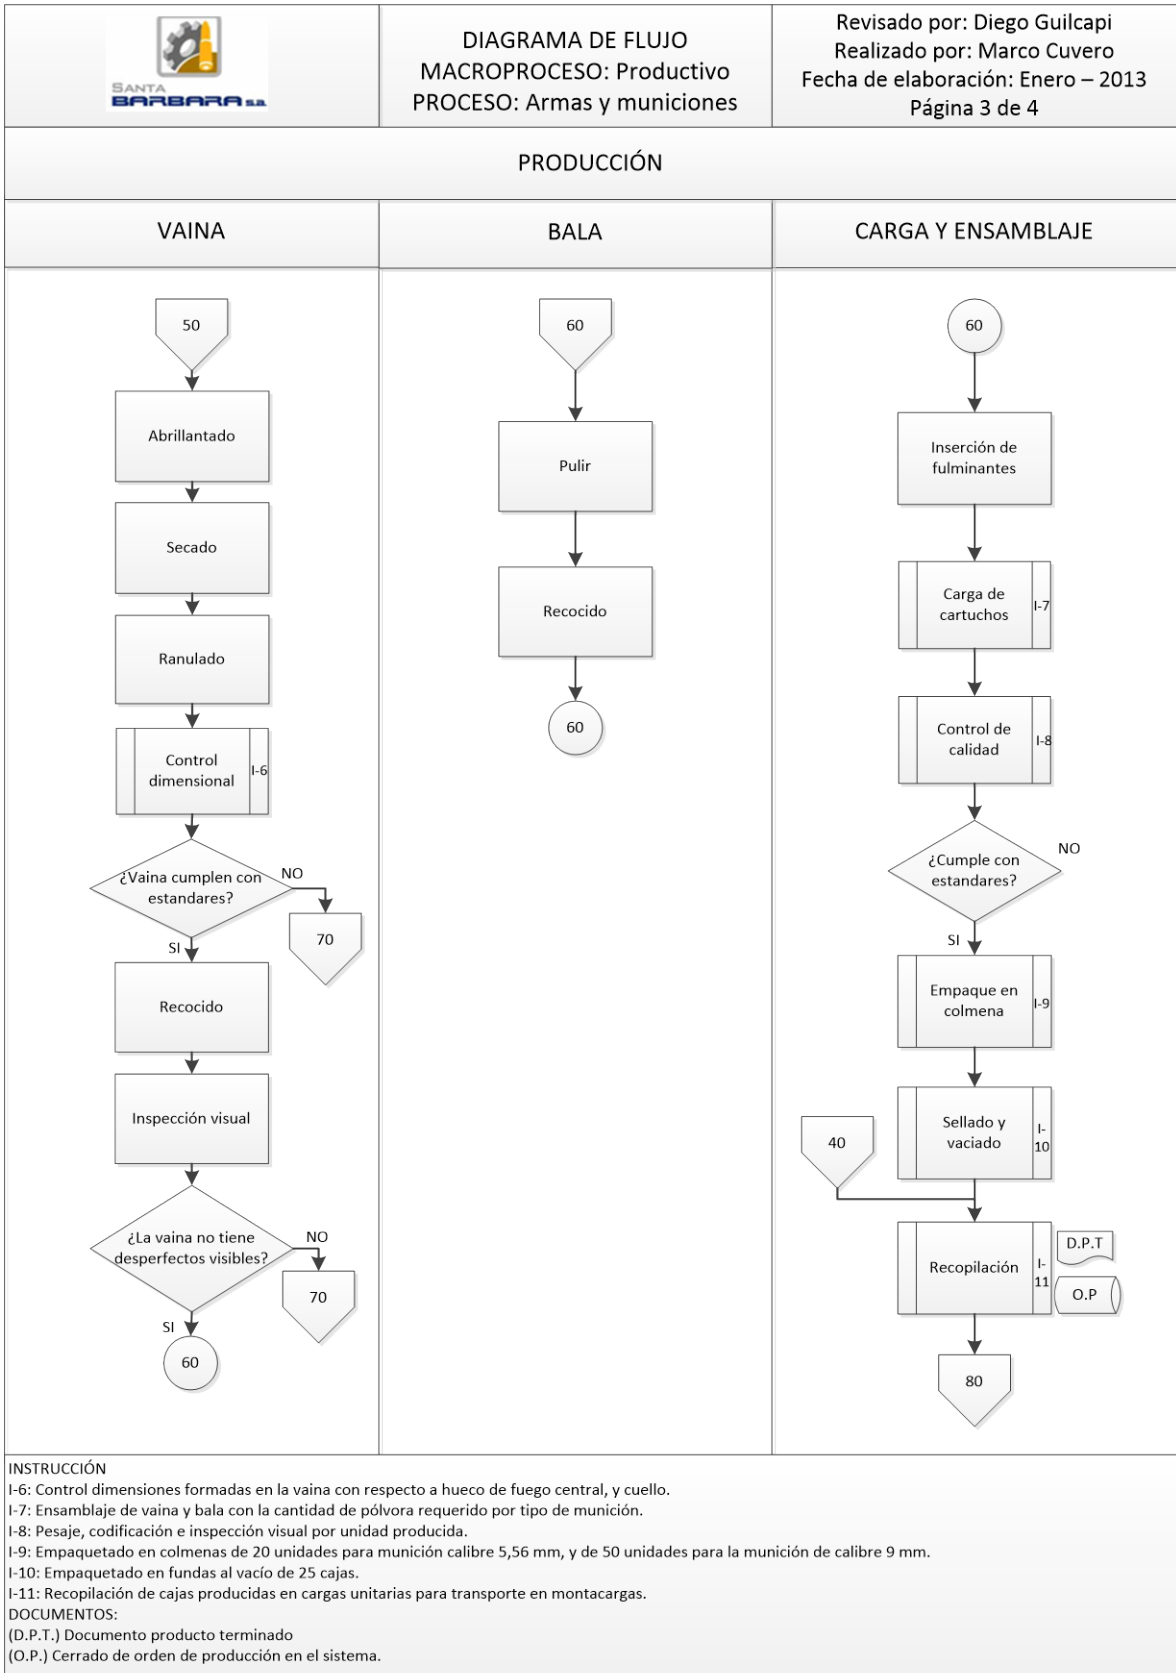 SANTA
BARBARA s.a.
DIAGRAMA DE FLUJO
MACROPROCESO: Productivo
PROCESO: Armas y municiones
Revisado por: Diego Guilcapi
Realizado por: Marco Cuvero
Fecha de elaboración: Enero – 2013
Página 3 de 4
PRODUCCIÓN
VAINA
BALA
CARGA Y ENSAMBLAJE
50
Abrillantado
Secado
Ranulado
Control
dimensional
I-6
¿Vaina cumplen con
estandares?
NO
70
SI
Recocido
Inspección visual
¿La vaina no tiene
desperfectos visibles?
NO
70
SI
60
60
Pulir
Recocido
60
60
Inserción de
fulminantes
Carga de
cartuchos
I-7
Control de
calidad
I-8
¿Cumple con
estandares?
NO
SI
Empaque en
colmena
I-9
Sellado y
vaciado
I-
10
40
Recopilación
I-
11
D.P.T
O.P
80
INSTRUCCIÓN
I-6: Control dimensiones formadas en la vaina con respecto a hueco de fuego central, y cuello.
I-7: Ensamblaje de vaina y bala con la cantidad de pólvora requerido por tipo de munición.
I-8: Pesaje, codificación e inspección visual por unidad producida.
I-9: Empaquetado en colmenas de 20 unidades para munición calibre 5,56 mm, y de 50 unidades para la munición de calibre 9 mm.
I-10: Empaquetado en fundas al vacío de 25 cajas.
I-11: Recopilación de cajas producidas en cargas unitarias para transporte en montacargas.
DOCUMENTOS:
(D.P.T.) Documento producto terminado
(O.P.) Cerrado de orden de producción en el sistema.